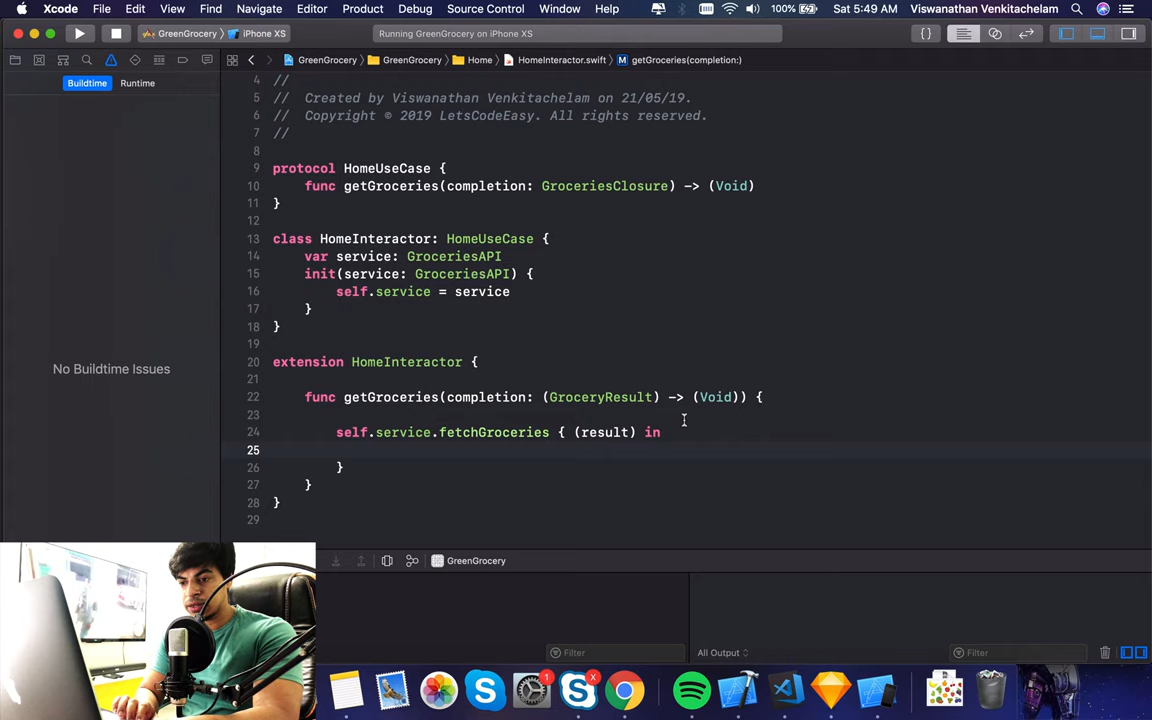 Xcode File Edit View Find Navigate Editor Product Debug Source Control Window Help 100% Sat 5:49 AM Viswanathan Venkitachelam
GreenGrocery iPhone XS Running GreenGrocery on iPhone XS { }
GreenGrocery GreenGrocery Home HomeInteractor.swift M getGroceries(completion:)
Buildtime Runtime
No Buildtime Issues
4 //
5 // Created by Viswanathan Venkitachelam on 21/05/19.
6 // Copyright © 2019 LetsCodeEasy. All rights reserved.
7 //
8
9 protocol HomeUseCase {
10 func getGroceries(completion: GroceriesClosure) -> (Void)
11 }
12
13 class HomeInteractor: HomeUseCase {
14 var service: GroceriesAPI
15 init(service: GroceriesAPI) {
16 self.service = service
17 }
18 }
19
20 extension HomeInteractor {
21
22 func getGroceries(completion: (GroceryResult) -> (Void)) {
23
24 self.service.fetchGroceries { (result) in
25
26 }
27 }
28 }
29
GreenGrocery
Filter All Output Filter
1 X